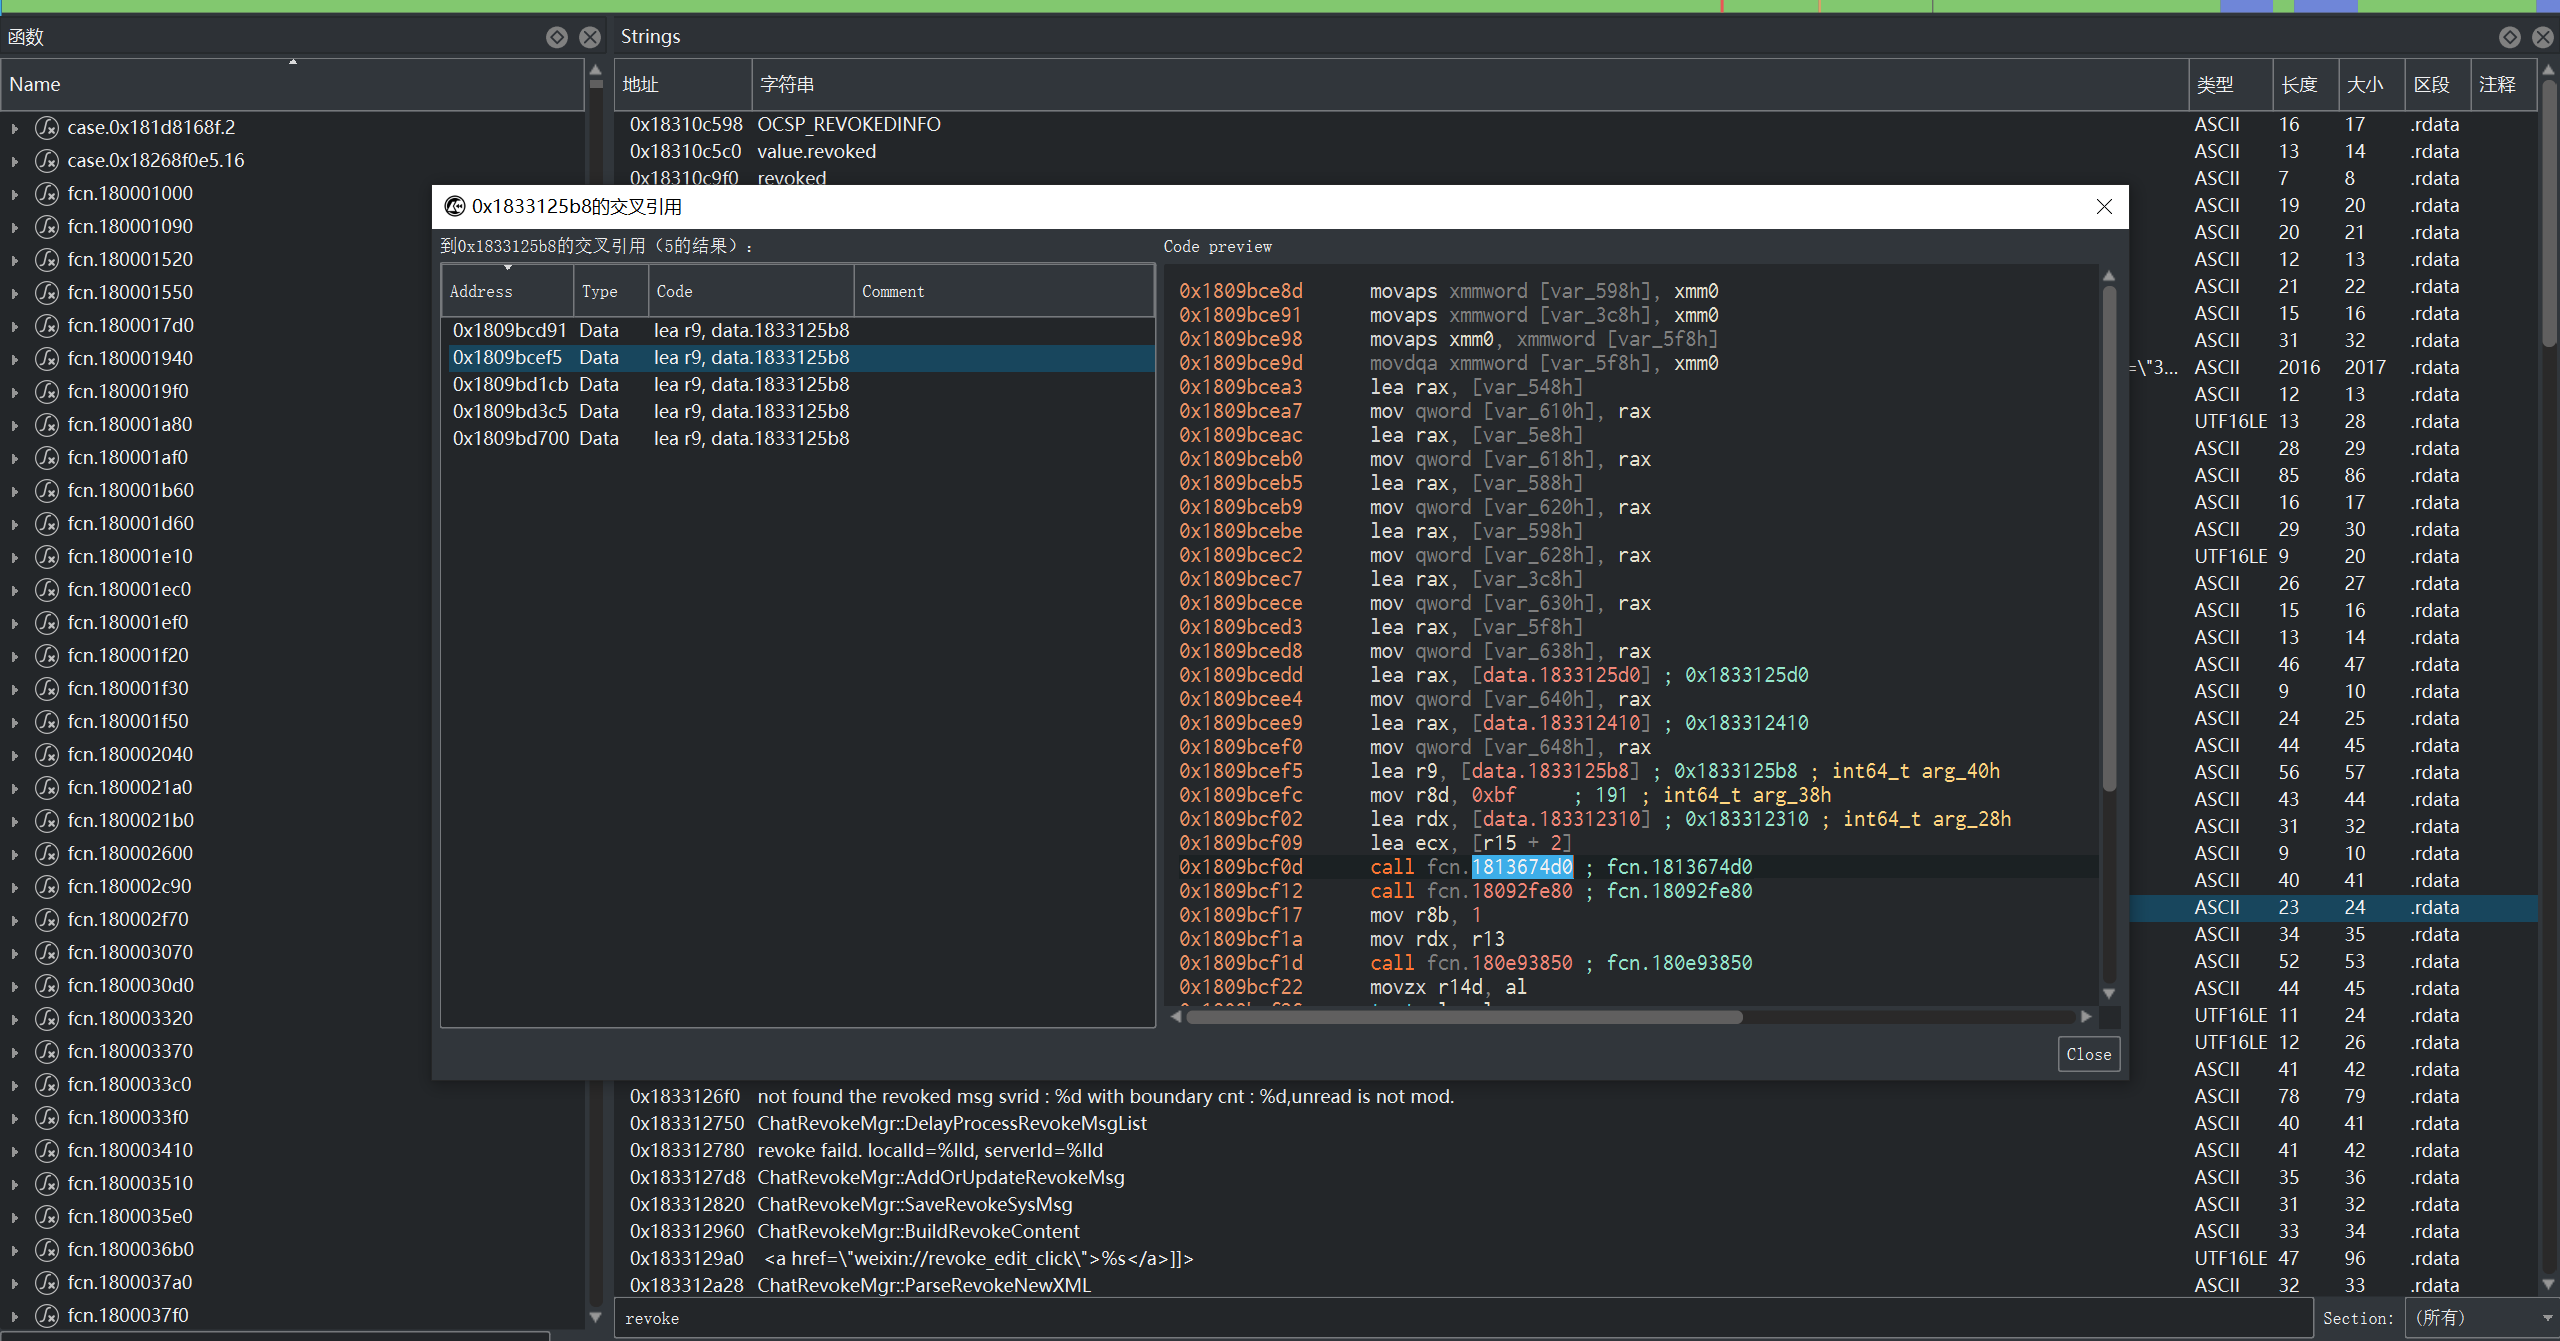 函数
Name
case.0x181d8168f.2
case.0x18268f0e5.16
fcn.180001000
fcn.180001090
fcn.180001520
fcn.180001550
fcn.1800017d0
fcn.180001940
fcn.1800019f0
fcn.180001a80
fcn.180001af0
fcn.180001b60
fcn.180001d60
fcn.180001e10
fcn.180001ec0
fcn.180001ef0
fcn.180001f20
fcn.180001f30
fcn.180001f50
fcn.180002040
fcn.1800021a0
fcn.1800021b0
fcn.180002600
fcn.180002c90
fcn.180002f70
fcn.180003070
fcn.1800030d0
fcn.180003320
fcn.180003370
fcn.1800033c0
fcn.1800033f0
fcn.180003410
fcn.180003510
fcn.1800035e0
fcn.1800036b0
fcn.1800037a0
fcn.1800037f0
Strings
地址 字符串 类型 长度 大小 区段 注释
0x18310c598 OCSP_REVOKEDINFO ASCII 16 17 .rdata
0x18310c5c0 value.revoked ASCII 13 14 .rdata
0x18310c9f0 revoked ASCII 7 8 .rdata
ASCII 19 20 .rdata
ASCII 20 21 .rdata
ASCII 12 13 .rdata
ASCII 21 22 .rdata
ASCII 15 16 .rdata
ASCII 31 32 .rdata
=\"3... ASCII 2016 2017 .rdata
ASCII 12 13 .rdata
UTF16LE 13 28 .rdata
ASCII 28 29 .rdata
ASCII 85 86 .rdata
ASCII 16 17 .rdata
ASCII 29 30 .rdata
UTF16LE 9 20 .rdata
ASCII 26 27 .rdata
ASCII 15 16 .rdata
ASCII 13 14 .rdata
ASCII 46 47 .rdata
ASCII 9 10 .rdata
ASCII 24 25 .rdata
ASCII 44 45 .rdata
ASCII 56 57 .rdata
ASCII 43 44 .rdata
ASCII 31 32 .rdata
ASCII 9 10 .rdata
ASCII 40 41 .rdata
ASCII 23 24 .rdata
ASCII 34 35 .rdata
ASCII 52 53 .rdata
ASCII 44 45 .rdata
UTF16LE 11 24 .rdata
UTF16LE 12 26 .rdata
ASCII 41 42 .rdata
0x1833126f0 not found the revoked msg svrid : %d with boundary cnt : %d,unread is not mod. ASCII 78 79 .rdata
0x183312750 ChatRevokeMgr::DelayProcessRevokeMsgList ASCII 40 41 .rdata
0x183312780 revoke faild. localId=%lld, serverId=%lld ASCII 41 42 .rdata
0x1833127d8 ChatRevokeMgr::AddOrUpdateRevokeMsg ASCII 35 36 .rdata
0x183312820 ChatRevokeMgr::SaveRevokeSysMsg ASCII 31 32 .rdata
0x183312960 ChatRevokeMgr::BuildRevokeContent ASCII 33 34 .rdata
0x1833129a0 <a href=\"weixin://revoke_edit_click\">%s</a>]]> UTF16LE 47 96 .rdata
0x183312a28 ChatRevokeMgr::ParseRevokeNewXML ASCII 32 33 .rdata
revoke
Section: (所有)
0x1833125b8的交叉引用
到0x1833125b8的交叉引用（5的结果）：
Address Type Code Comment
0x1809bcd91 Data lea r9, data.1833125b8
0x1809bcef5 Data lea r9, data.1833125b8
0x1809bd1cb Data lea r9, data.1833125b8
0x1809bd3c5 Data lea r9, data.1833125b8
0x1809bd700 Data lea r9, data.1833125b8
Code preview
0x1809bce8d movaps xmmword [var_598h], xmm0
0x1809bce91 movaps xmmword [var_3c8h], xmm0
0x1809bce98 movaps xmm0, xmmword [var_5f8h]
0x1809bce9d movdqa xmmword [var_5f8h], xmm0
0x1809bcea3 lea rax, [var_548h]
0x1809bcea7 mov qword [var_610h], rax
0x1809bceac lea rax, [var_5e8h]
0x1809bceb0 mov qword [var_618h], rax
0x1809bceb5 lea rax, [var_588h]
0x1809bceb9 mov qword [var_620h], rax
0x1809bcebe lea rax, [var_598h]
0x1809bcec2 mov qword [var_628h], rax
0x1809bcec7 lea rax, [var_3c8h]
0x1809bcece mov qword [var_630h], rax
0x1809bced3 lea rax, [var_5f8h]
0x1809bced8 mov qword [var_638h], rax
0x1809bcedd lea rax, [data.1833125d0] ; 0x1833125d0
0x1809bcee4 mov qword [var_640h], rax
0x1809bcee9 lea rax, [data.183312410] ; 0x183312410
0x1809bcef0 mov qword [var_648h], rax
0x1809bcef5 lea r9, [data.1833125b8] ; 0x1833125b8 ; int64_t arg_40h
0x1809bcefc mov r8d, 0xbf ; 191 ; int64_t arg_38h
0x1809bcf02 lea rdx, [data.183312310] ; 0x183312310 ; int64_t arg_28h
0x1809bcf09 lea ecx, [r15 + 2]
0x1809bcf0d call fcn.1813674d0 ; fcn.1813674d0
0x1809bcf12 call fcn.18092fe80 ; fcn.18092fe80
0x1809bcf17 mov r8b, 1
0x1809bcf1a mov rdx, r13
0x1809bcf1d call fcn.180e93850 ; fcn.180e93850
0x1809bcf22 movzx r14d, al
Close